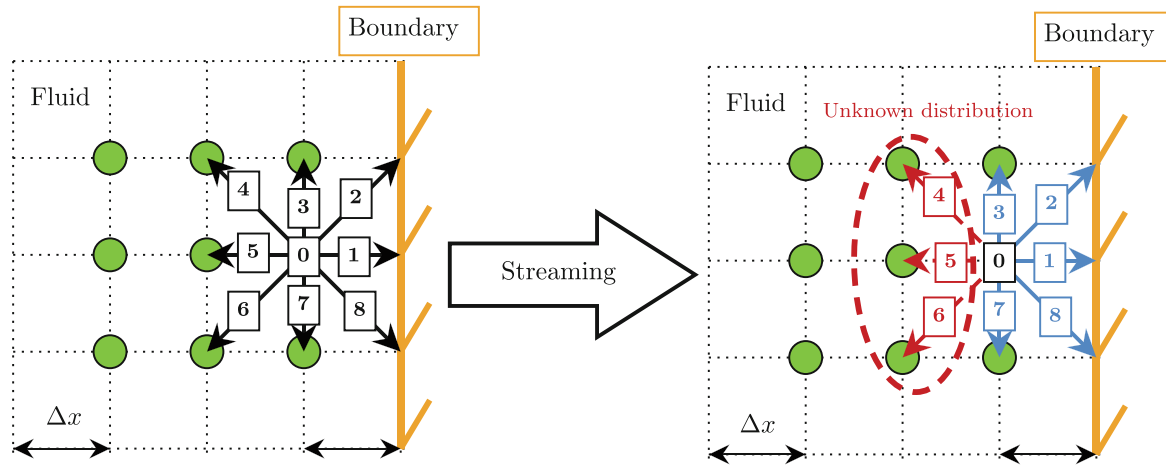 Boundary
Fluid
4
3
2
5
0
1
6
7
8
Δx
Streaming
Boundary
Fluid
Unknown distribution
4
3
2
5
0
1
6
7
8
Δx